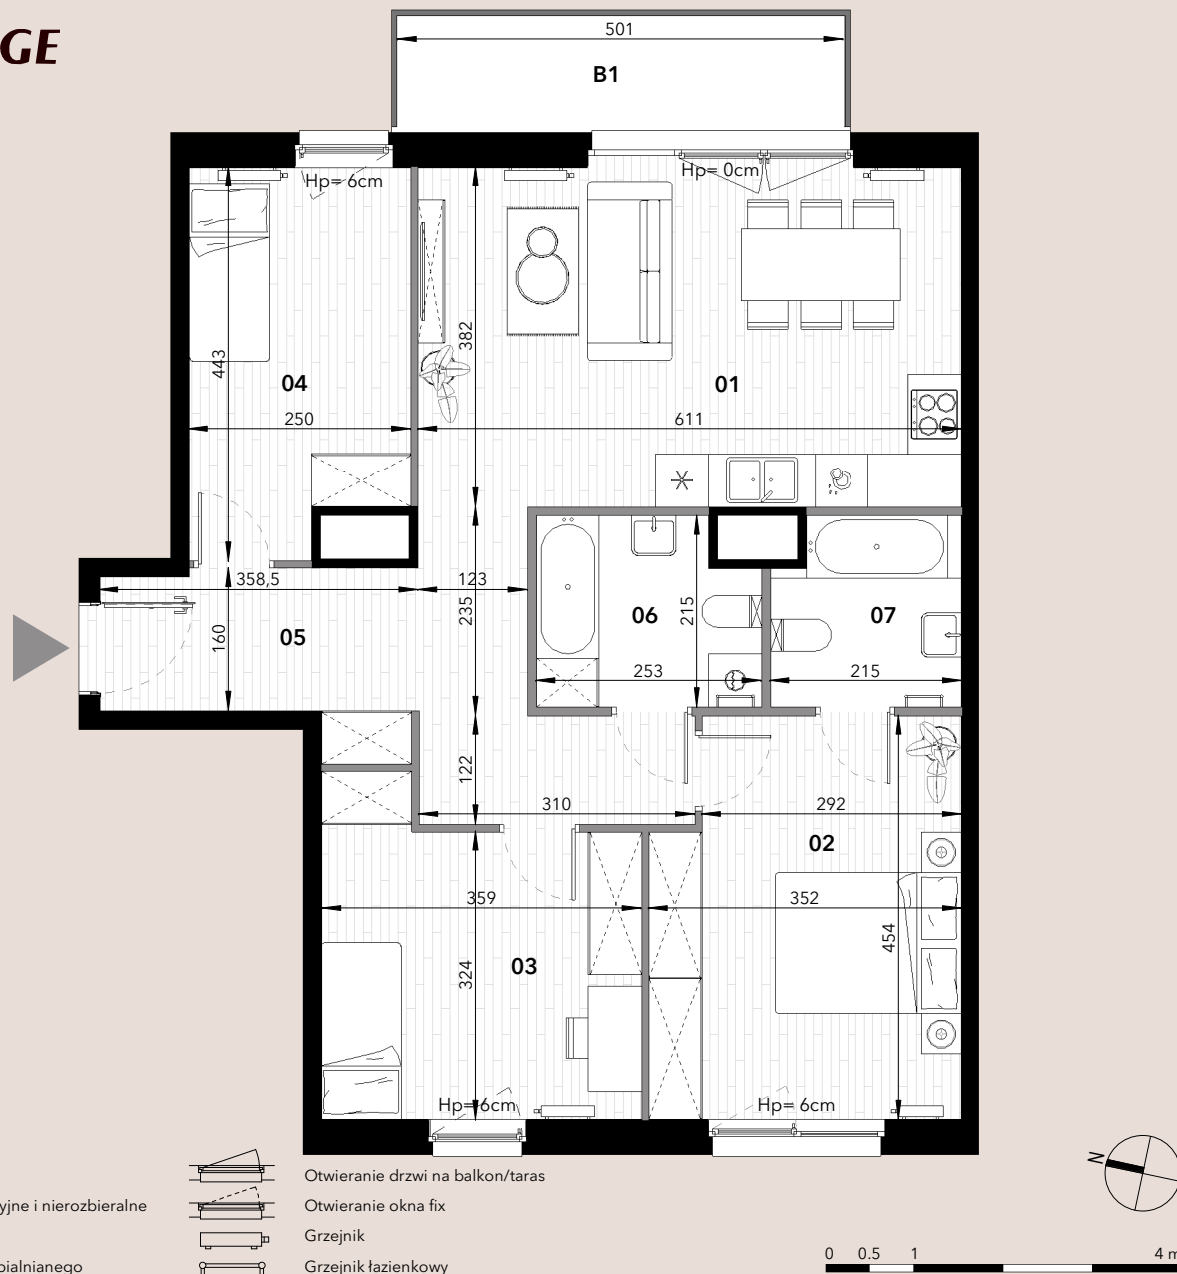 GE
501
B1
Hp= 6cm
Hp= 0cm
382
443
04
01
250
611
358,5
123
235
215
06
07
160
05
253
215
122
310
292
02
359
352
454
03
324
Hp= 6cm
Hp= 6cm
N
Otwieranie drzwi na balkon/taras
yjne i nierozbieralne
Otwieranie okna fix
Grzejnik
pialnianego
Grzejnik łazienkowy
0 0.5 1 4 m